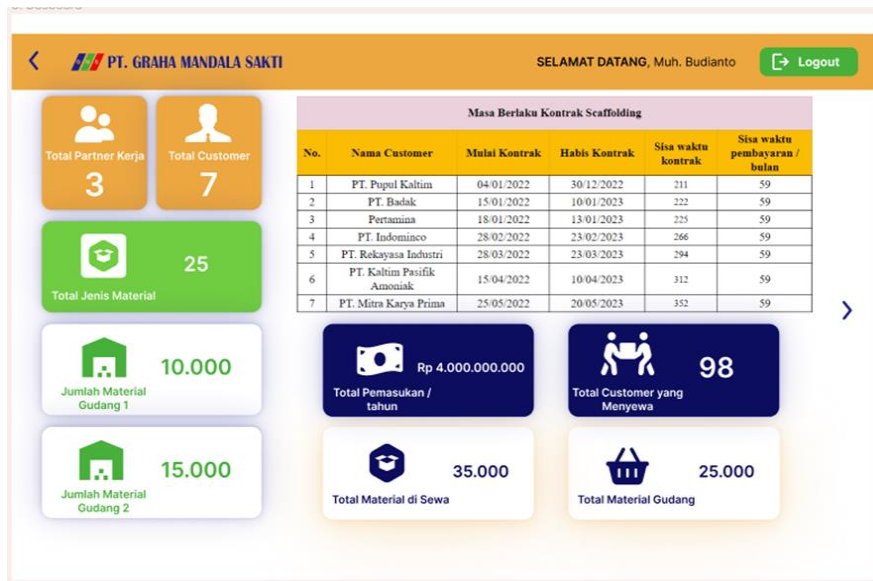 PT. GRAHA MANDALA SAKTI
SELAMAT DATANG, Muh. Budianto
Logout
Total Partner Kerja
3
Total Customer
7
25
Total Jenis Material
10.000
Jumlah Material
Gudang 1
15.000
Jumlah Material
Gudang 2
Masa Berlaku Kontrak Scaffolding
No. Nama Customer Mulai Kontrak Habis Kontrak Sisa waktu kontrak Sisa waktu pembayaran / bulan
1 PT. Pupul Kaltim 04/01/2022 30/12/2022 211 59
2 PT. Badak 15/01/2022 10/01/2023 222 59
3 Pertamina 18/01/2022 13/01/2023 225 59
4 PT. Indominco 28/02/2022 23/02/2023 266 59
5 PT. Rekayasa Industri 28/03/2022 23/03/2023 294 59
6 PT. Kaltim Pasifik Amoniak 15/04/2022 10/04/2023 312 59
7 PT. Mitra Karya Prima 25/05/2022 20/05/2023 352 59
Rp 4.000.000.000
Total Pemasukan /
tahun
98
Total Customer yang
Menyewa
35.000
Total Material di Sewa
25.000
Total Material Gudang